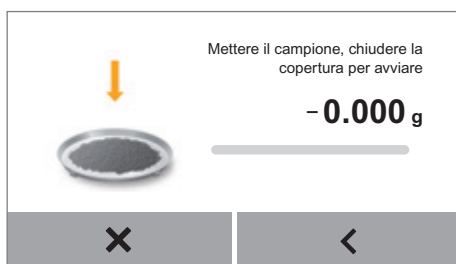 Mettere il campione, chiudere la
copertura per avviare
-0.000 g